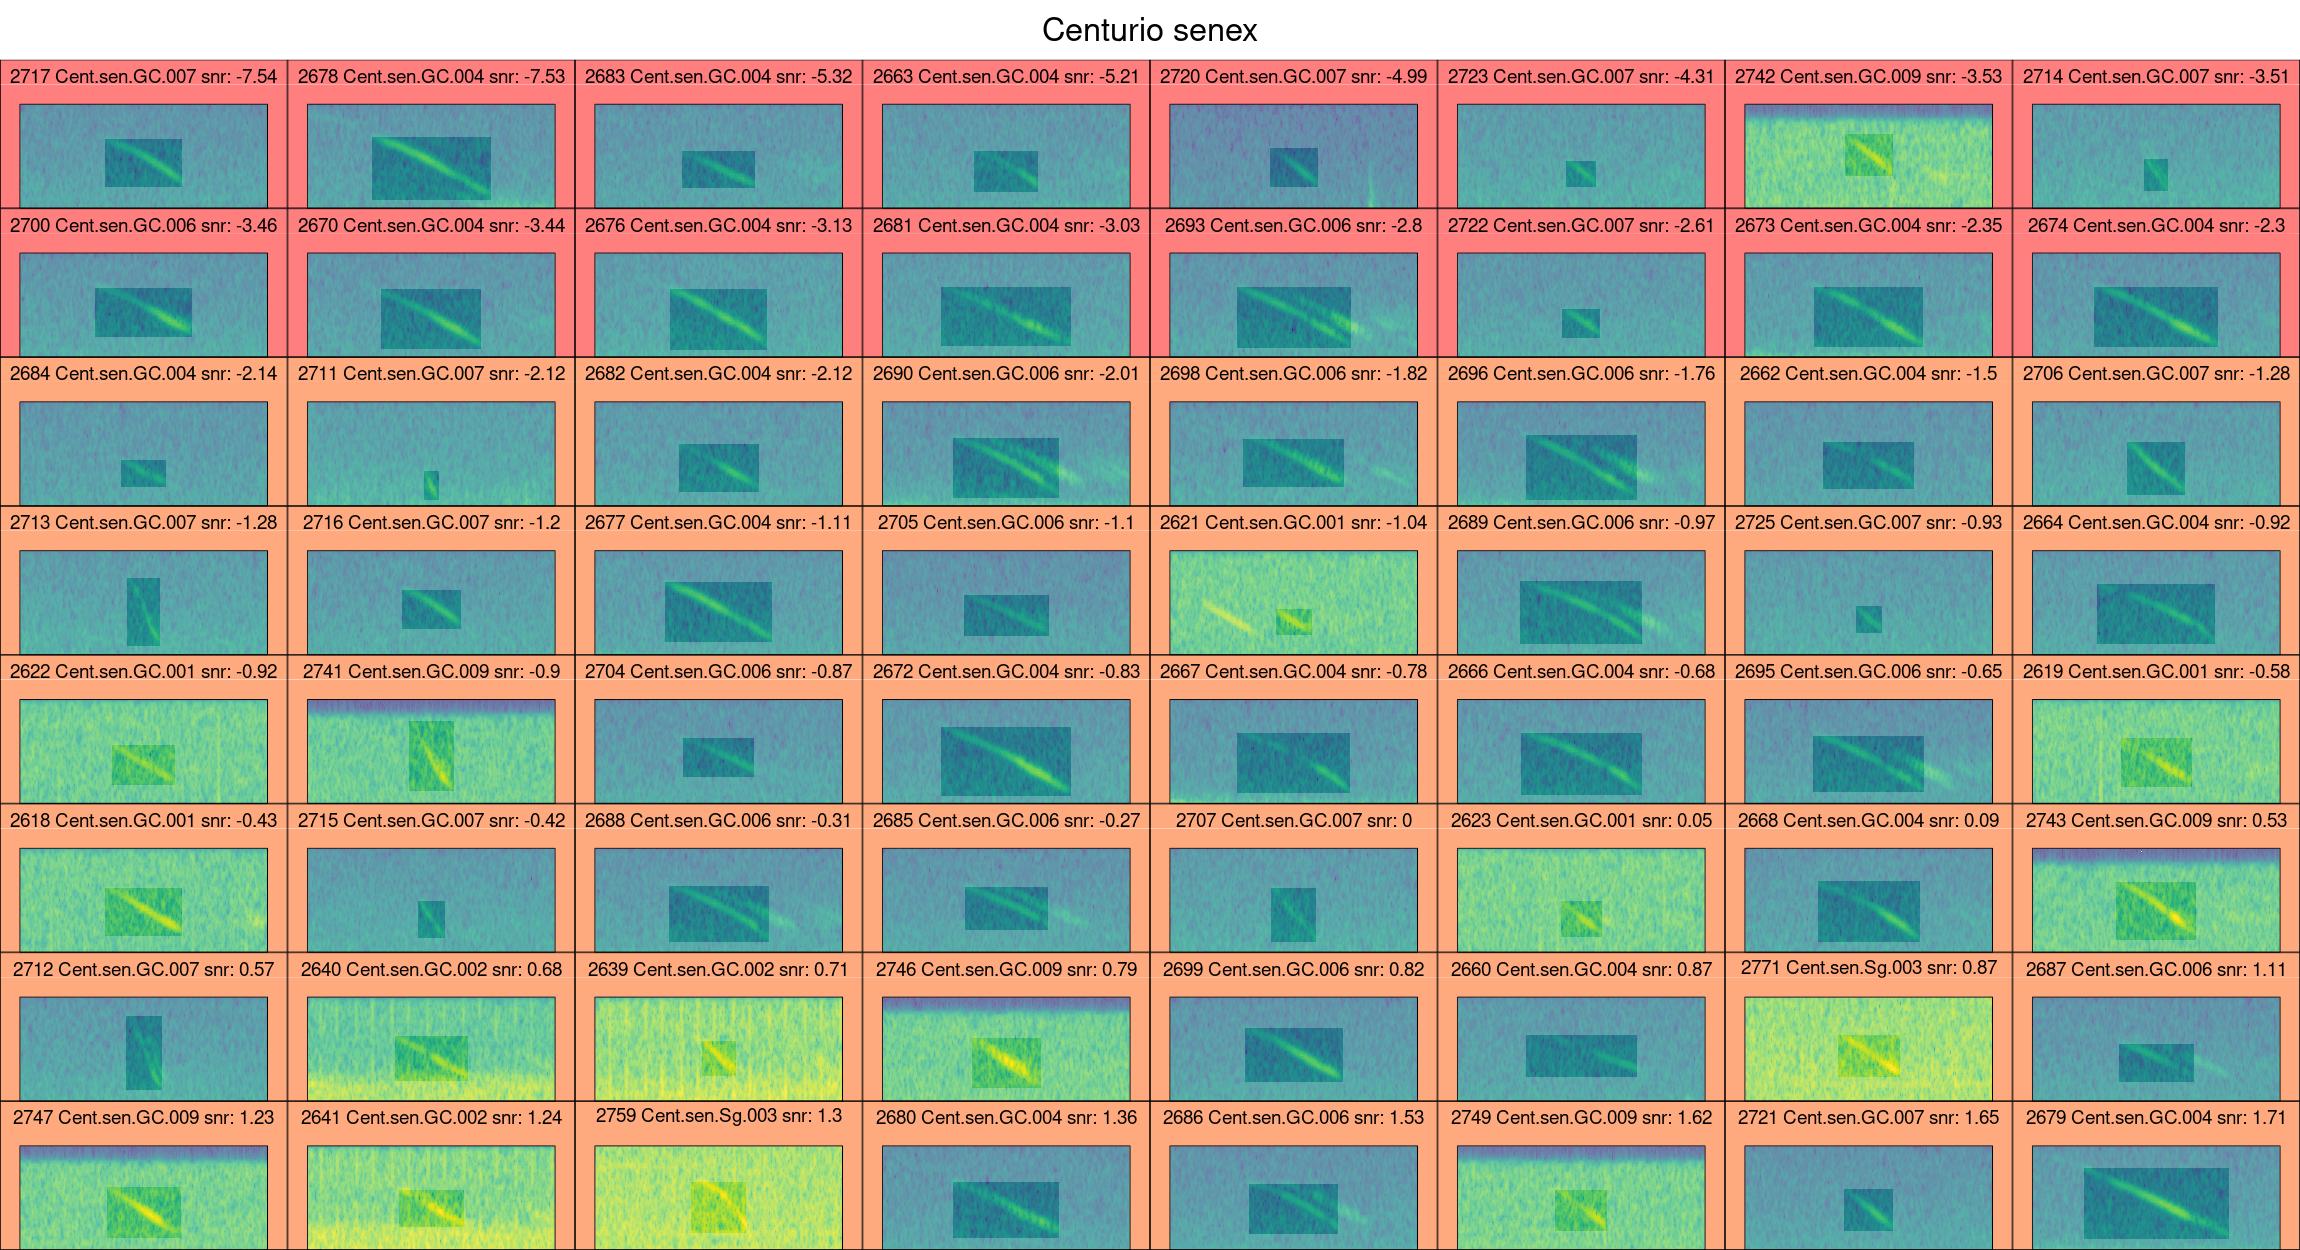 Centurio senex
2717 Cent.sen.GC.007 snr: -7.54
2678 Cent.sen.GC.004 snr: -7.53
2683 Cent.sen.GC.004 snr: -5.32
2663 Cent.sen.GC.004 snr: -5.21
2720 Cent.sen.GC.007 snr: -4.99
2723 Cent.sen.GC.007 snr: -4.31
2742 Cent.sen.GC.009 snr: -3.53
2714 Cent.sen.GC.007 snr: -3.51
2700 Cent.sen.GC.006 snr: -3.46
2670 Cent.sen.GC.004 snr: -3.44
2676 Cent.sen.GC.004 snr: -3.13
2681 Cent.sen.GC.004 snr: -3.03
2693 Cent.sen.GC.006 snr: -2.8
2722 Cent.sen.GC.007 snr: -2.61
2673 Cent.sen.GC.004 snr: -2.35
2674 Cent.sen.GC.004 snr: -2.3
2684 Cent.sen.GC.004 snr: -2.14
2711 Cent.sen.GC.007 snr: -2.12
2682 Cent.sen.GC.004 snr: -2.12
2690 Cent.sen.GC.006 snr: -2.01
2698 Cent.sen.GC.006 snr: -1.82
2696 Cent.sen.GC.006 snr: -1.76
2662 Cent.sen.GC.004 snr: -1.5
2706 Cent.sen.GC.007 snr: -1.28
2713 Cent.sen.GC.007 snr: -1.28
2716 Cent.sen.GC.007 snr: -1.2
2677 Cent.sen.GC.004 snr: -1.11
2705 Cent.sen.GC.006 snr: -1.1
2621 Cent.sen.GC.001 snr: -1.04
2689 Cent.sen.GC.006 snr: -0.97
2725 Cent.sen.GC.007 snr: -0.93
2664 Cent.sen.GC.004 snr: -0.92
2622 Cent.sen.GC.001 snr: -0.92
2741 Cent.sen.GC.009 snr: -0.9
2704 Cent.sen.GC.006 snr: -0.87
2672 Cent.sen.GC.004 snr: -0.83
2667 Cent.sen.GC.004 snr: -0.78
2666 Cent.sen.GC.004 snr: -0.68
2695 Cent.sen.GC.006 snr: -0.65
2619 Cent.sen.GC.001 snr: -0.58
2618 Cent.sen.GC.001 snr: -0.43
2715 Cent.sen.GC.007 snr: -0.42
2688 Cent.sen.GC.006 snr: -0.31
2685 Cent.sen.GC.006 snr: -0.27
2707 Cent.sen.GC.007 snr: 0
2623 Cent.sen.GC.001 snr: 0.05
2668 Cent.sen.GC.004 snr: 0.09
2743 Cent.sen.GC.009 snr: 0.53
2712 Cent.sen.GC.007 snr: 0.57
2640 Cent.sen.GC.002 snr: 0.68
2639 Cent.sen.GC.002 snr: 0.71
2746 Cent.sen.GC.009 snr: 0.79
2699 Cent.sen.GC.006 snr: 0.82
2660 Cent.sen.GC.004 snr: 0.87
2771 Cent.sen.Sg.003 snr: 0.87
2687 Cent.sen.GC.006 snr: 1.11
2747 Cent.sen.GC.009 snr: 1.23
2641 Cent.sen.GC.002 snr: 1.24
2759 Cent.sen.Sg.003 snr: 1.3
2680 Cent.sen.GC.004 snr: 1.36
2686 Cent.sen.GC.006 snr: 1.53
2749 Cent.sen.GC.009 snr: 1.62
2721 Cent.sen.GC.007 snr: 1.65
2679 Cent.sen.GC.004 snr: 1.71